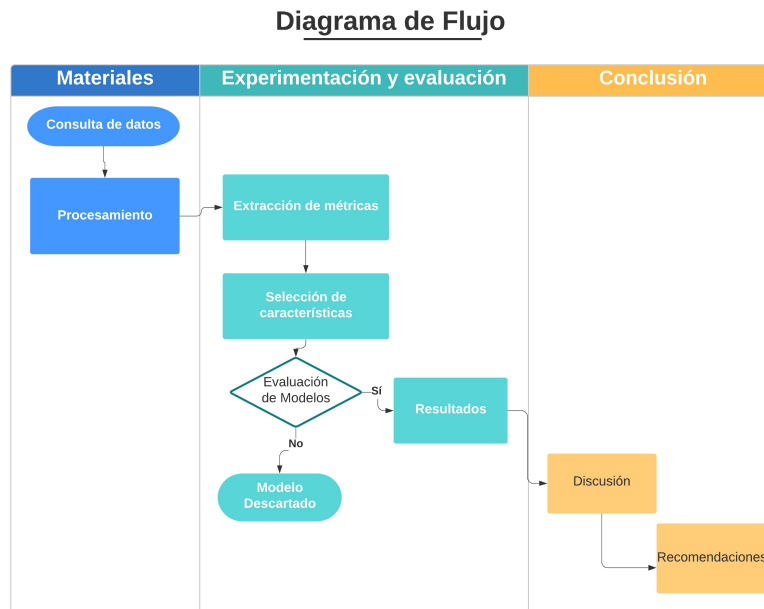 Diagrama de Flujo
Materiales
Experimentación y evaluación
Conclusión
Consulta de datos
Procesamiento
Extracción de métricas
Selección de
características
Evaluación
de Modelos
Sí
Resultados
No
Modelo
Descartado
Discusión
Recomendaciones